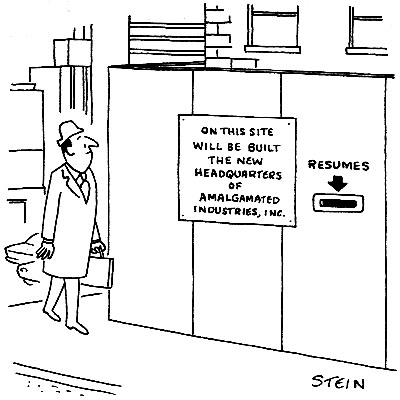 ON THIS SITE
WILL BE BUILT
THE NEW
HEADQUARTERS
OF
AMALGAMATED
INDUSTRIES, INC.
RESUMES
STEIN